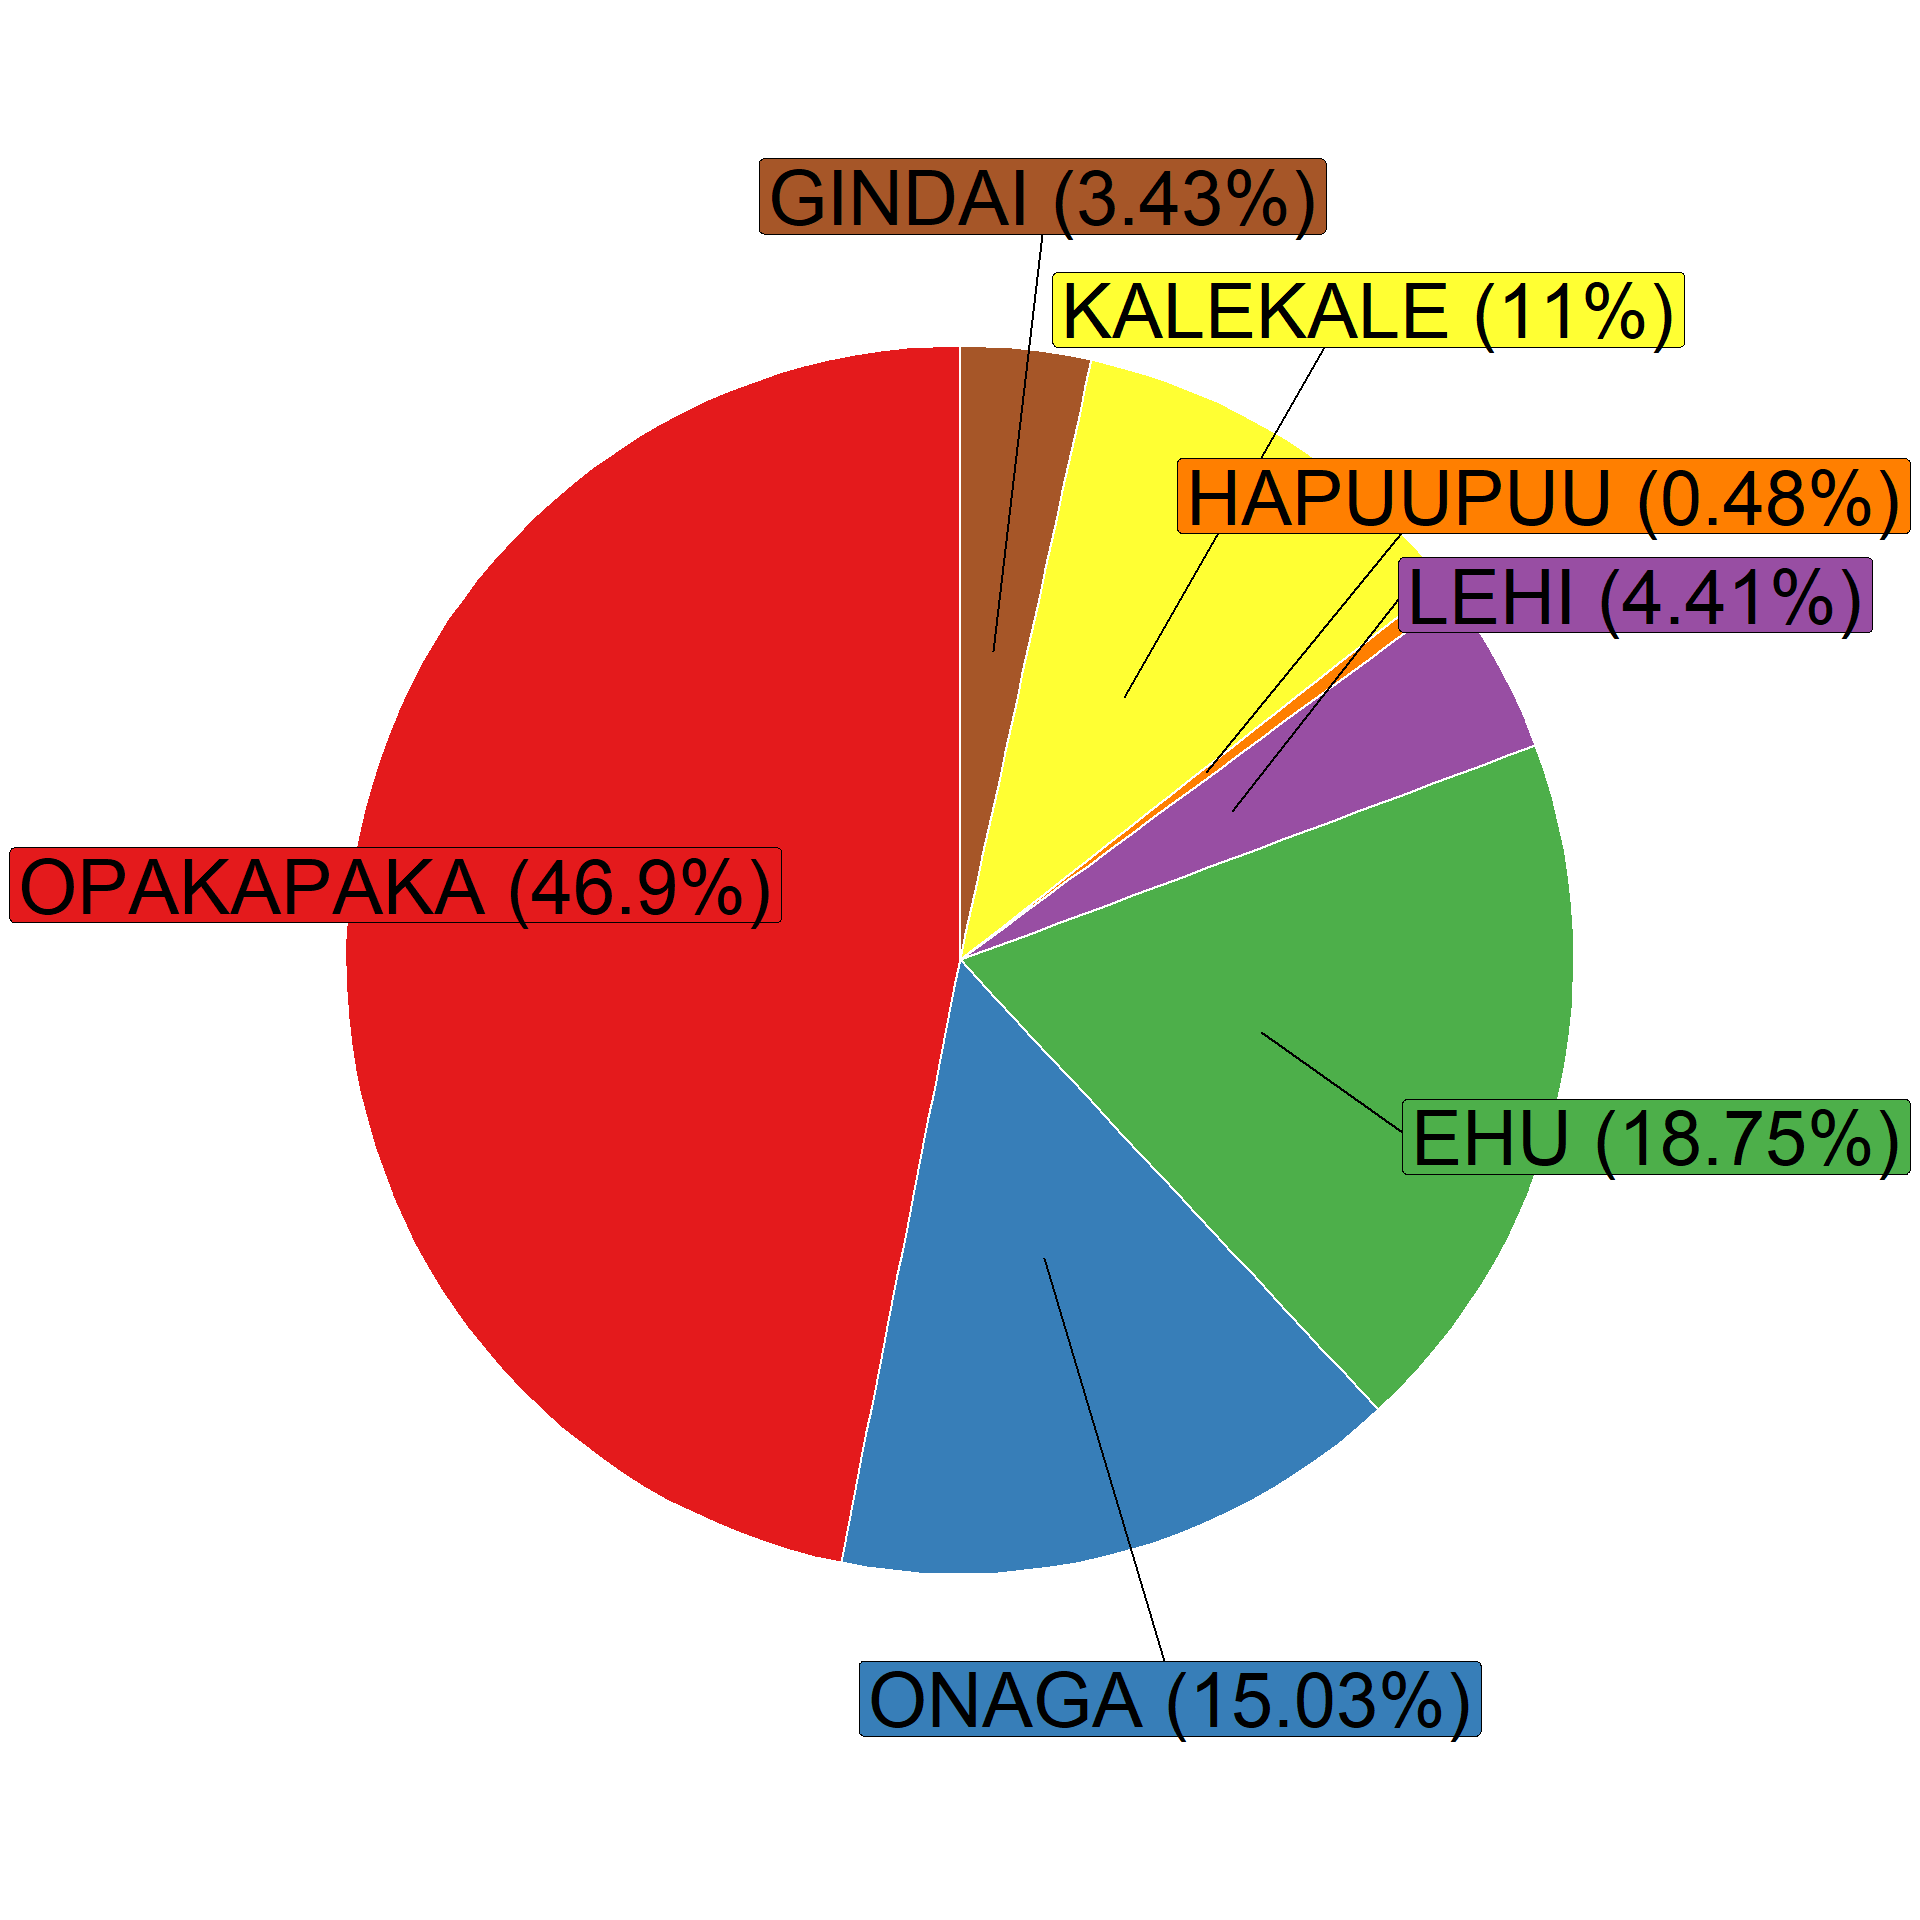 GINDAI (3.43%)
KALEKALE (11%)
HAPUUPUU (0.48%)
LEHI (4.41%)
OPAKAPAKA (46.9%)
EHU (18.75%)
ONAGA (15.03%)